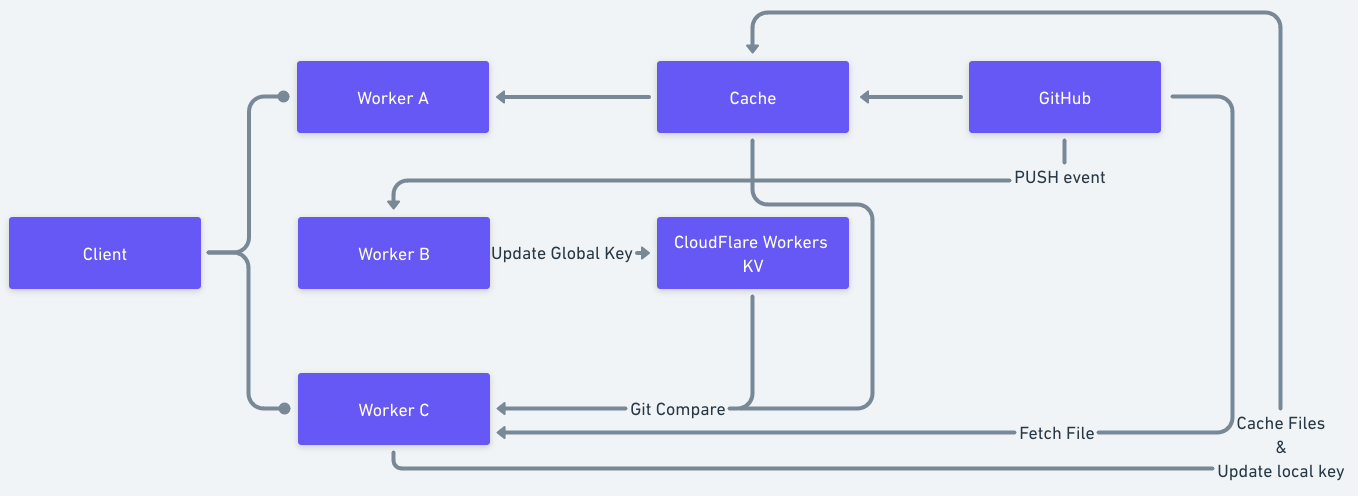 Worker A
Cache
GitHub
PUSH event
Client
Worker B
Update Global Key
CloudFlare Workers
KV
Worker C
Git Compare
Fetch File
Cache Files
&
Update local key